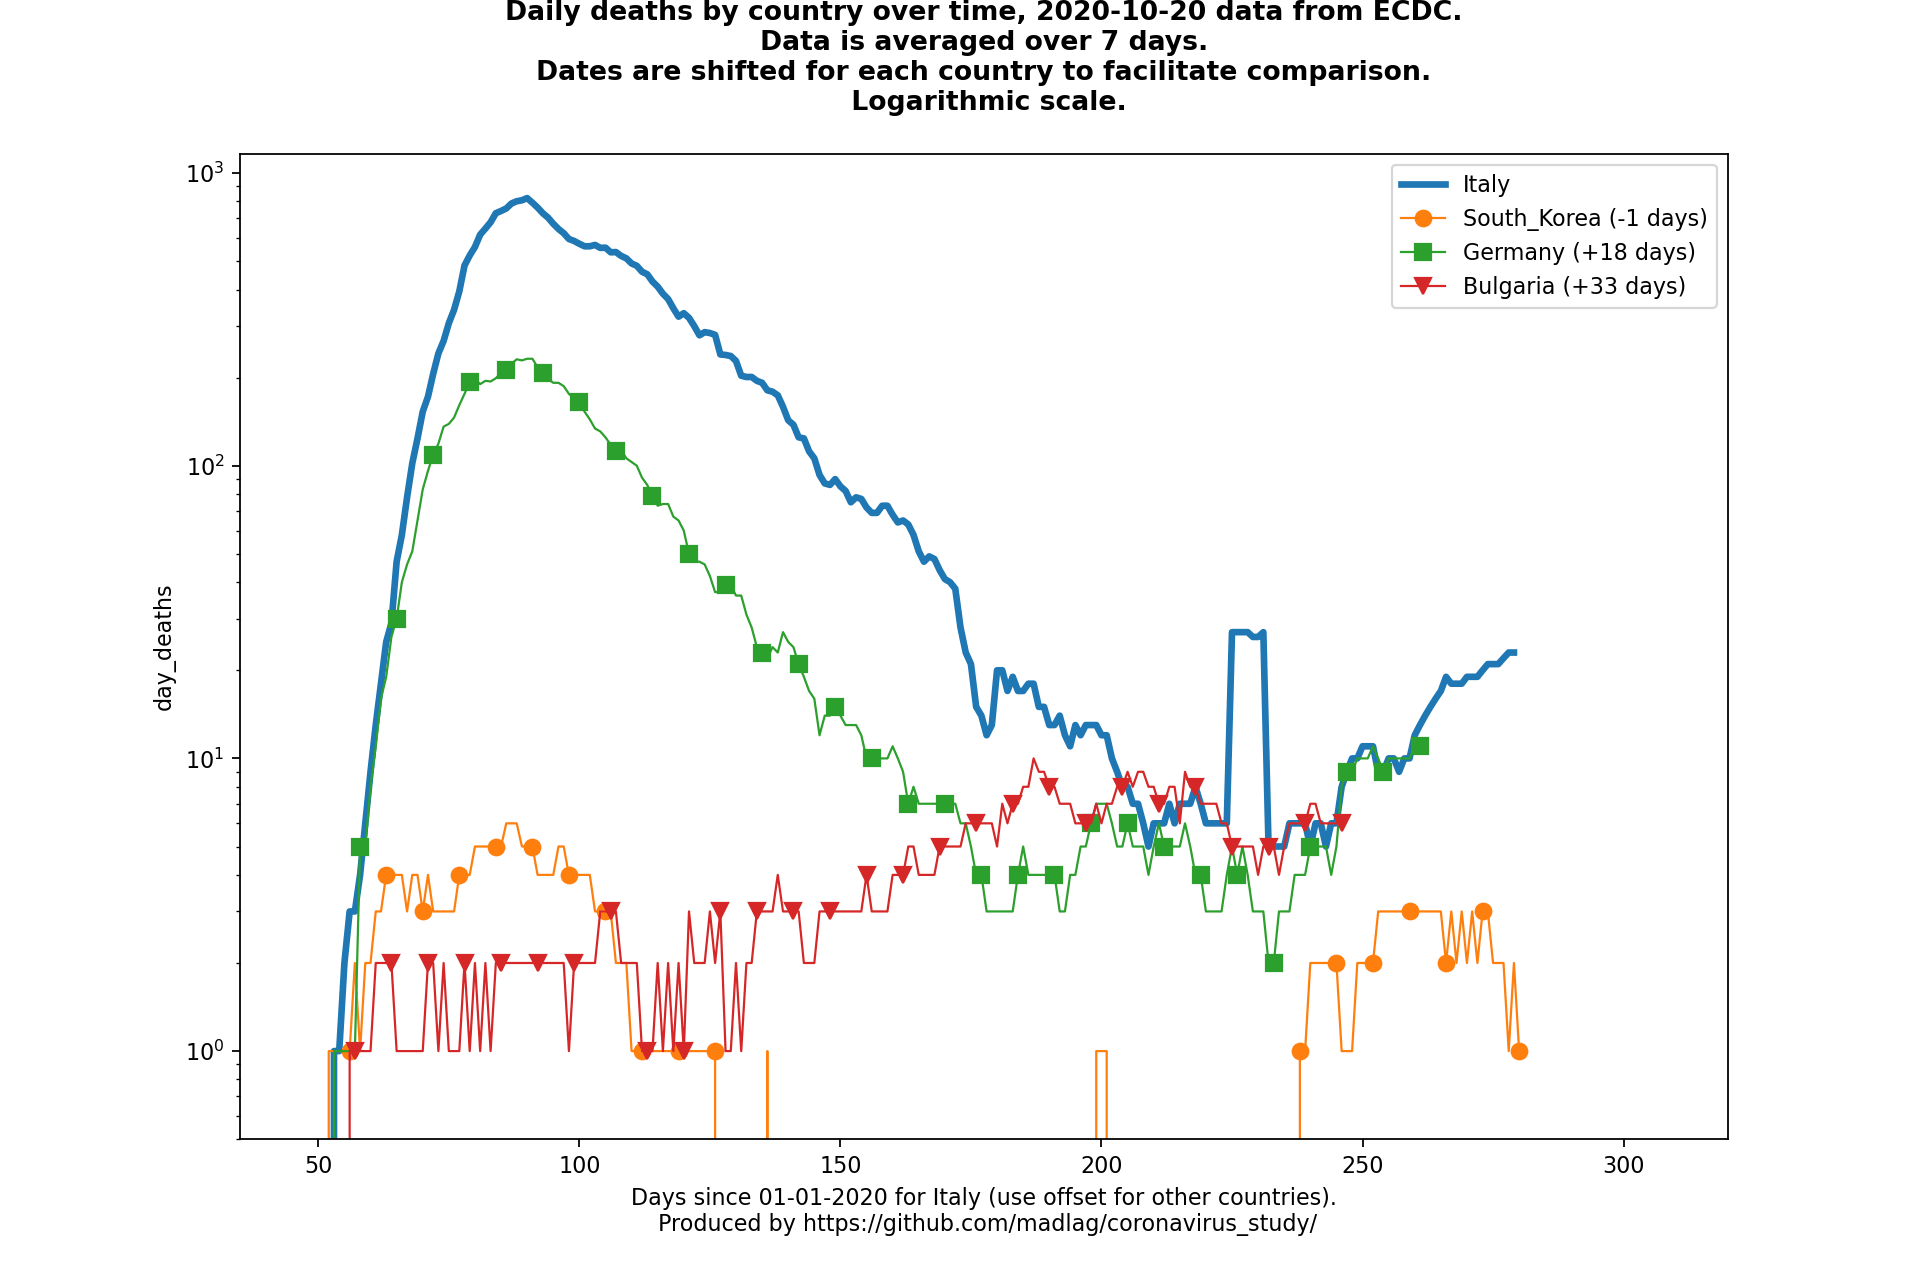 Daily deaths by country over time, 2020-10-20 data from ECDC.
Data is averaged over 7 days.
Dates are shifted for each country to facilitate comparison.
Logarithmic scale.
10³
10²
10¹
10⁰
day_deaths
Italy
South_Korea (-1 days)
Germany (+18 days)
Bulgaria (+33 days)
50 100 150 200 250 300
Days since 01-01-2020 for Italy (use offset for other countries).
Produced by https://github.com/madlag/coronavirus_study/